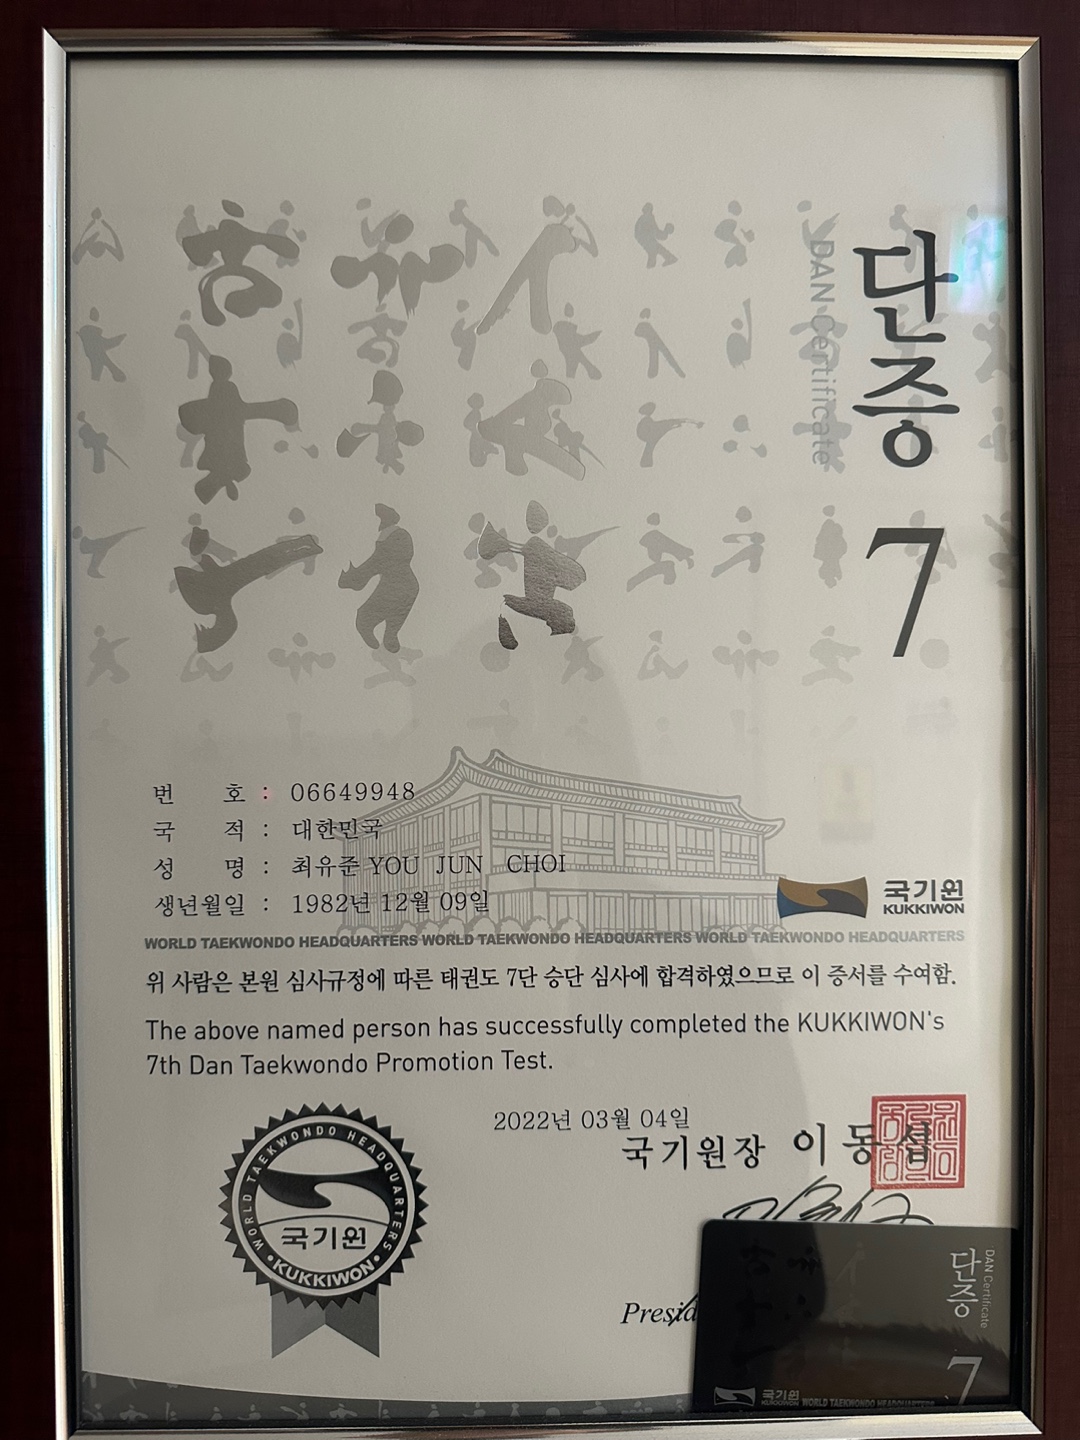 단증
DAN Certificate
7
번 호 : 06649948
국 적 : 대한민국
성 명 : 최유준 YOU JUN CHOI
생년월일 : 1982년 12월 09일
국기원
KUKKIWON
WORLD TAEKWONDO HEADQUARTERS WORLD TAEKWONDO HEADQUARTERS WORLD TAEKWONDO HEADQUARTERS
위 사람은 본원 심사규정에 따른 태권도 7단 승단 심사에 합격하였으므로 이 증서를 수여함.
The above named person has successfully completed the KUKKIWON's
7th Dan Taekwondo Promotion Test.
2022년 03월 04일
국기원장 이동섭
WORLD TAEKWONDO HEADQUARTERS
국기원
KUKKIWON
단증
DAN Certificate
7
국기원
KUKKIWON
WORLD TAEKWONDO HEADQUARTERS